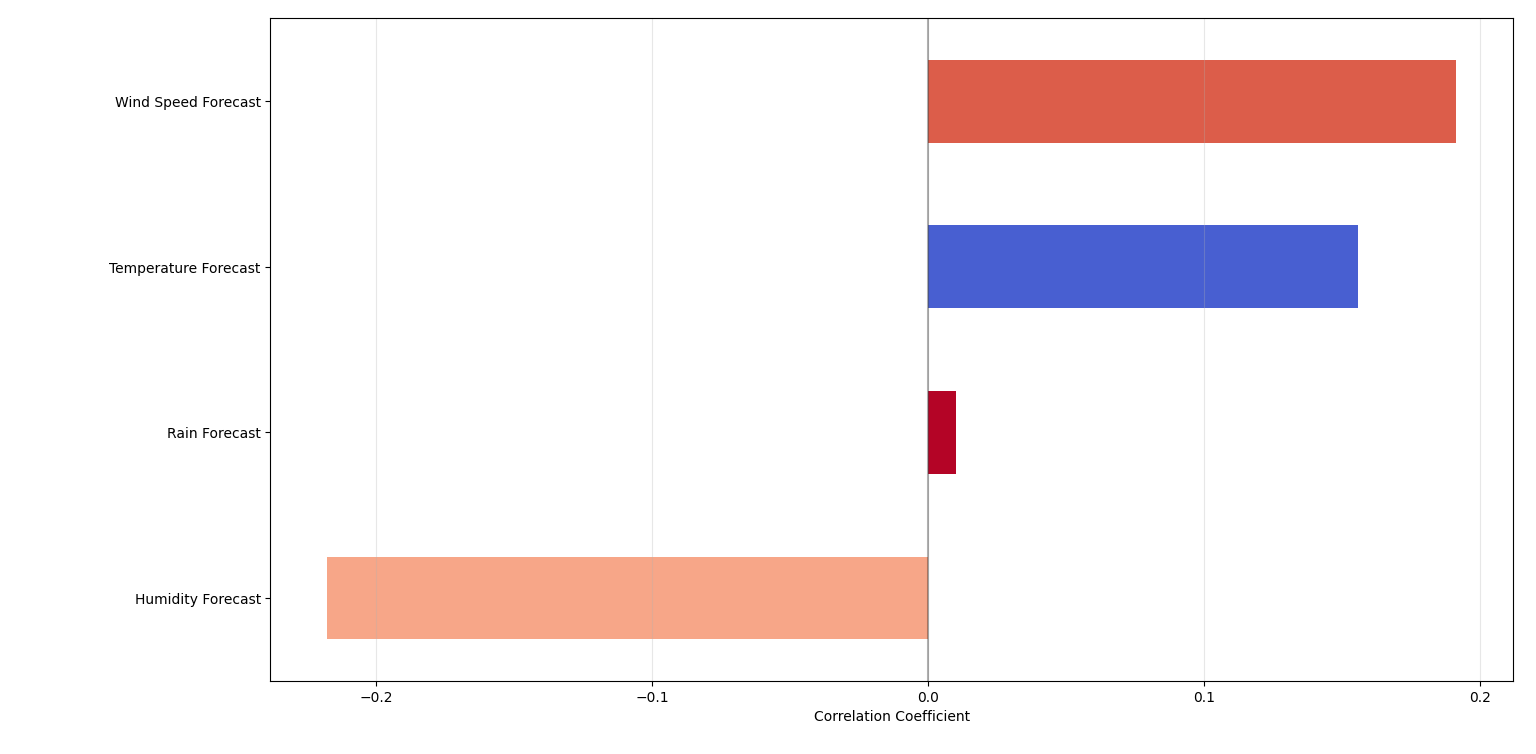 Wind Speed Forecast
Temperature Forecast
Rain Forecast
Humidity Forecast
−0.2 −0.1 0.0 0.1 0.2
Correlation Coefficient